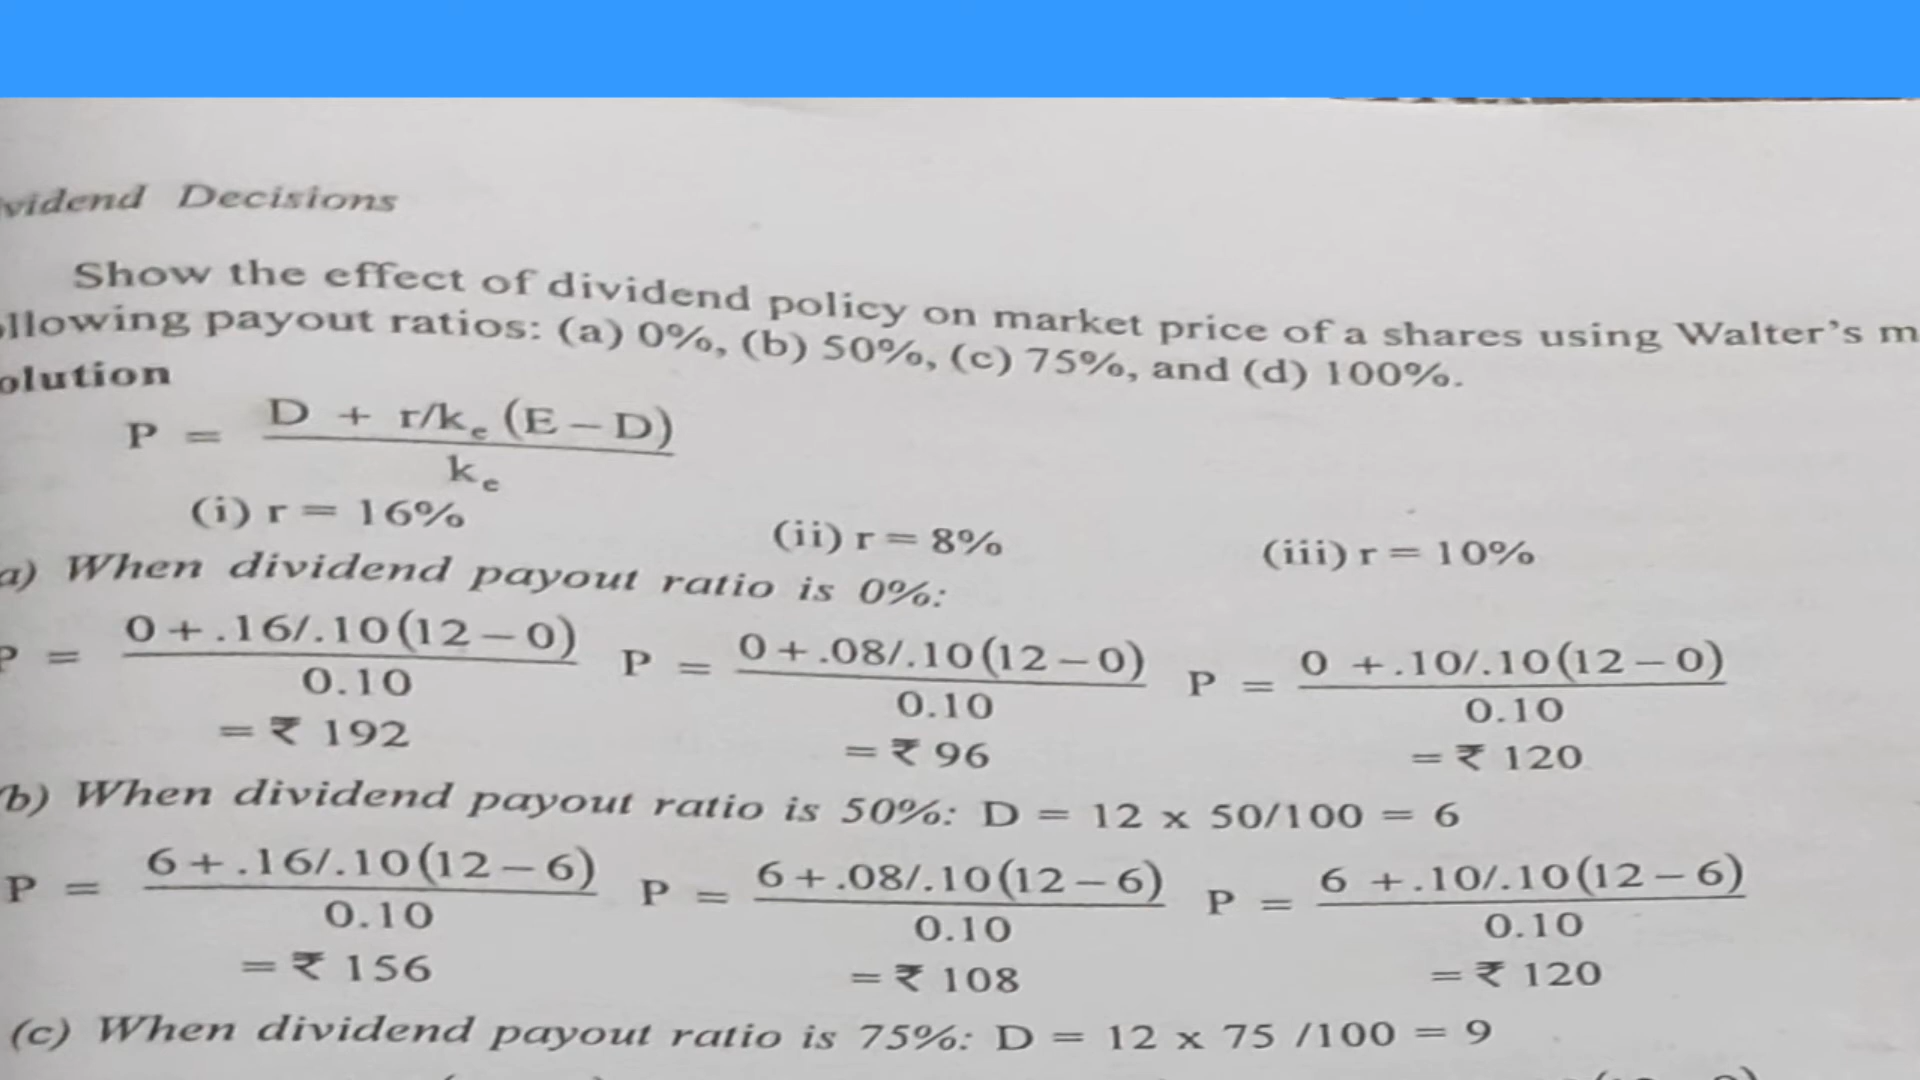 vidend Decisions
Show the effect of dividend policy on market price of a shares using Walter's m
llowing payout ratios: (a) 0%, (b) 50%, (c) 75%, and (d) 100%.
olution
P = D + r/kₑ (E – D)
kₑ
(i) r = 16% (ii) r = 8% (iii) r = 10%
a) When dividend payout ratio is 0%:
P = 0 + .16/.10(12 – 0) P = 0 + .08/.10(12 – 0) P = 0 + .10/.10(12 – 0)
0.10 0.10 0.10
= ₹ 192 = ₹ 96 = ₹ 120
b) When dividend payout ratio is 50%: D = 12 x 50/100 = 6
P = 6 + .16/.10(12 – 6) P = 6 + .08/.10(12 – 6) P = 6 + .10/.10(12 – 6)
0.10 0.10 0.10
= ₹ 156 = ₹ 108 = ₹ 120
(c) When dividend payout ratio is 75%: D = 12 x 75 /100 = 9